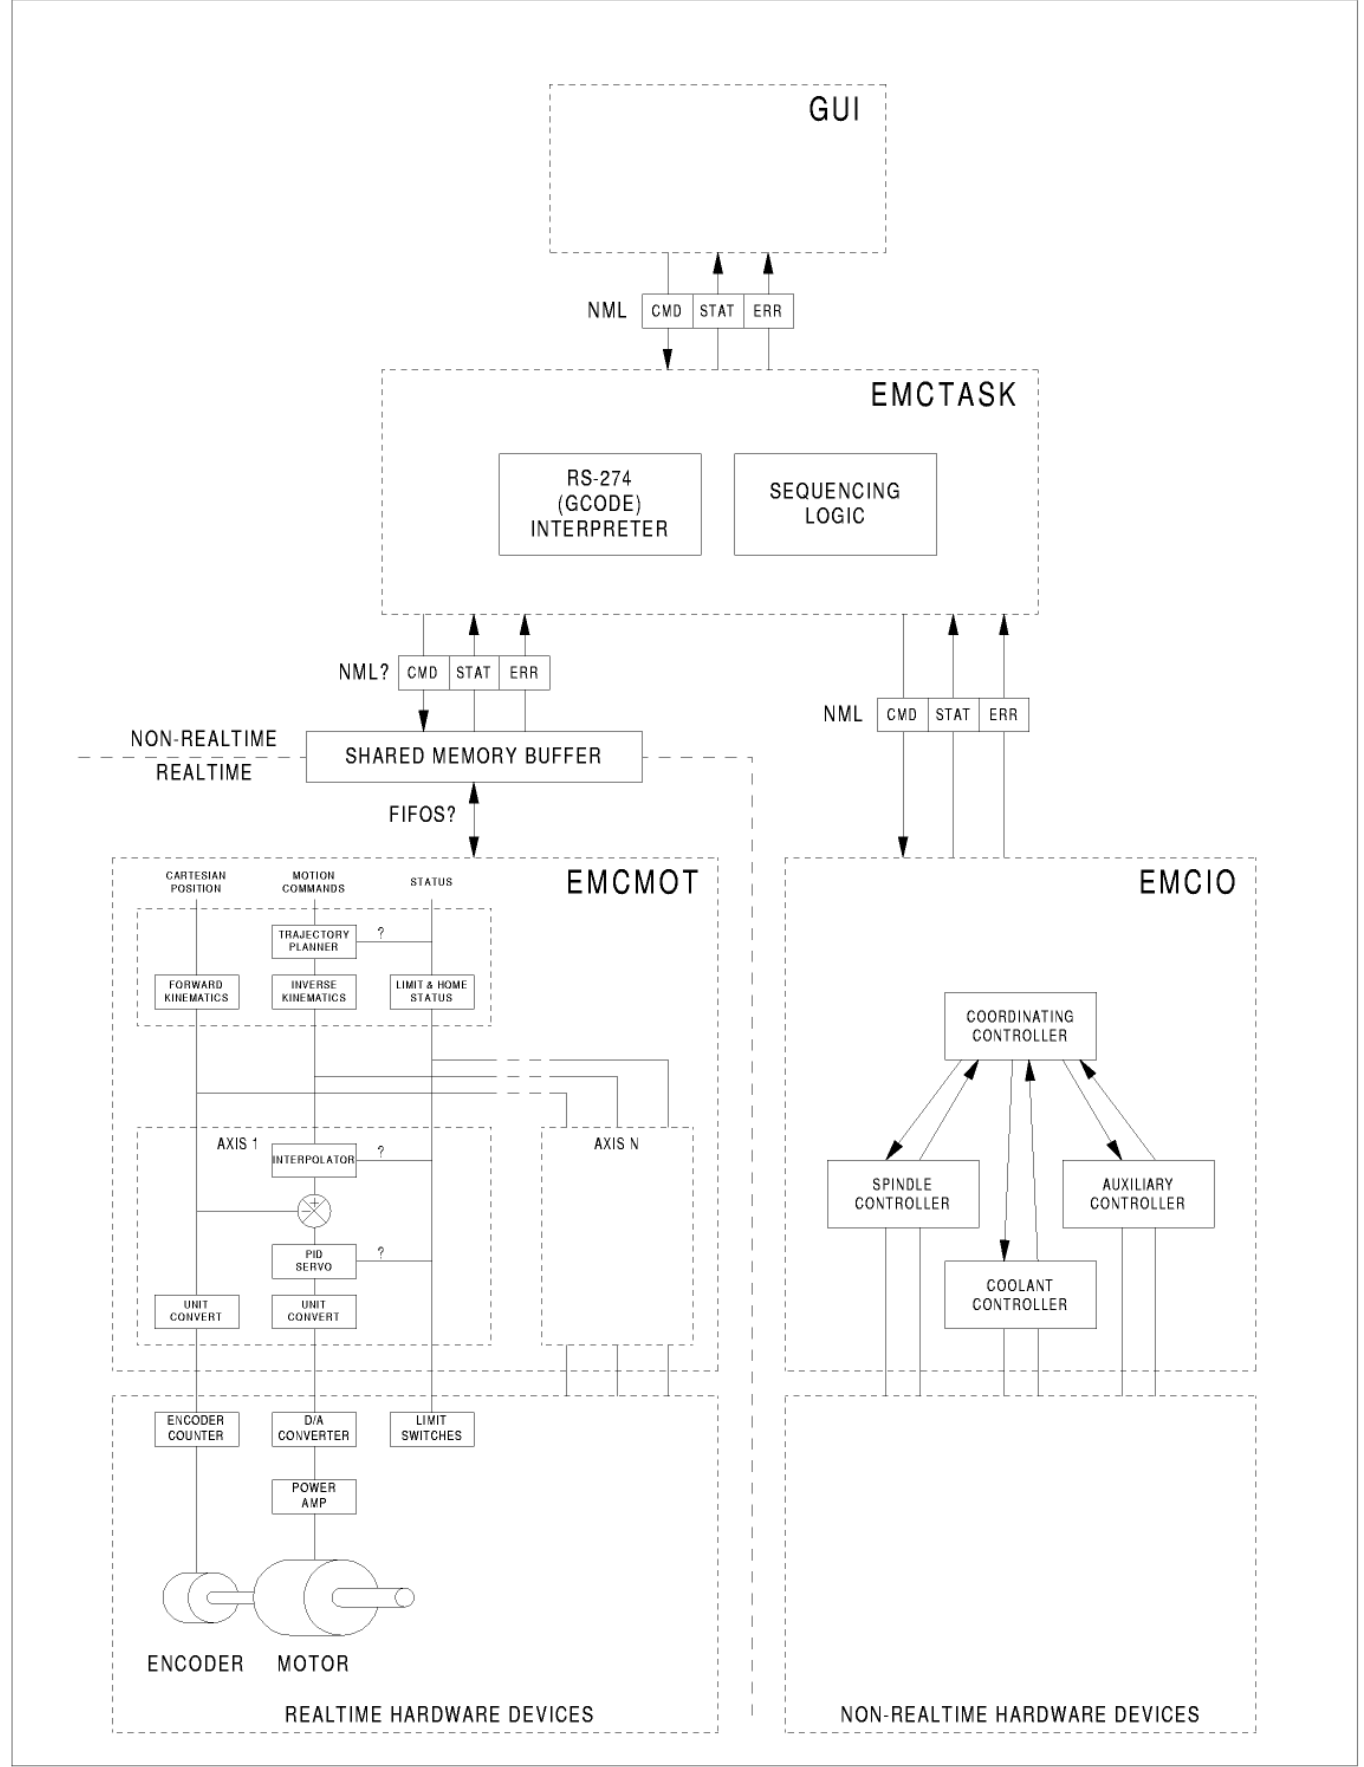 GUI
NML CMD STAT ERR
EMCTASK
RS-274
(GCODE)
INTERPRETER
SEQUENCING
LOGIC
NML? CMD STAT ERR
NML CMD STAT ERR
NON-REALTIME
REALTIME
SHARED MEMORY BUFFER
FIFOS?
EMCMOT
CARTESIAN
POSITION
MOTION
COMMANDS
STATUS
TRAJECTORY
PLANNER
?
FORWARD
KINEMATICS
INVERSE
KINEMATICS
LIMIT & HOME
STATUS
AXIS 1
INTERPOLATOR
?
+
−
PID
SERVO
?
UNIT
CONVERT
UNIT
CONVERT
AXIS N
EMCIO
COORDINATING
CONTROLLER
SPINDLE
CONTROLLER
AUXILIARY
CONTROLLER
COOLANT
CONTROLLER
ENCODER
COUNTER
D/A
CONVERTER
LIMIT
SWITCHES
POWER
AMP
ENCODER
MOTOR
REALTIME HARDWARE DEVICES
NON-REALTIME HARDWARE DEVICES